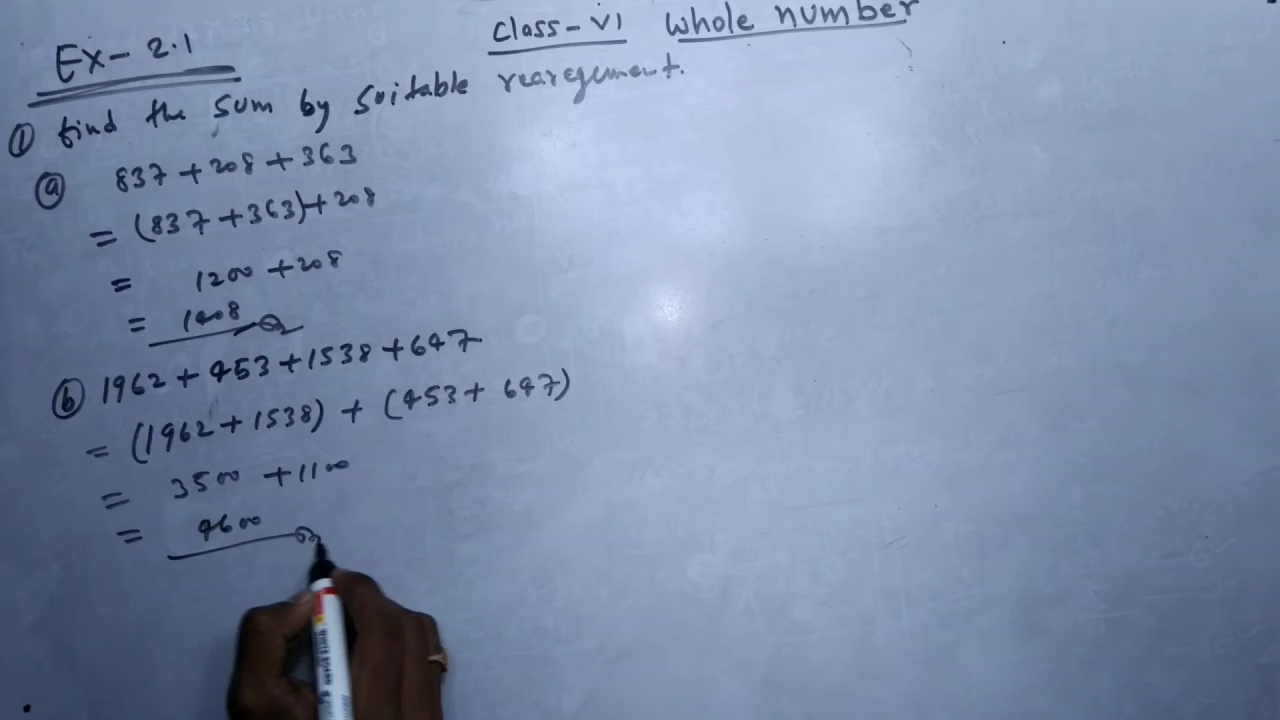 Class-VI Whole number
Ex-2.1
① find the sum by suitable rearegement.
ⓐ 837+208+363
= (837+363)+208
= 1200+208
= 1408
ⓑ 1962+453+1538+647
= (1962+1538) + (453+ 647)
= 3500 +1100
= 4600